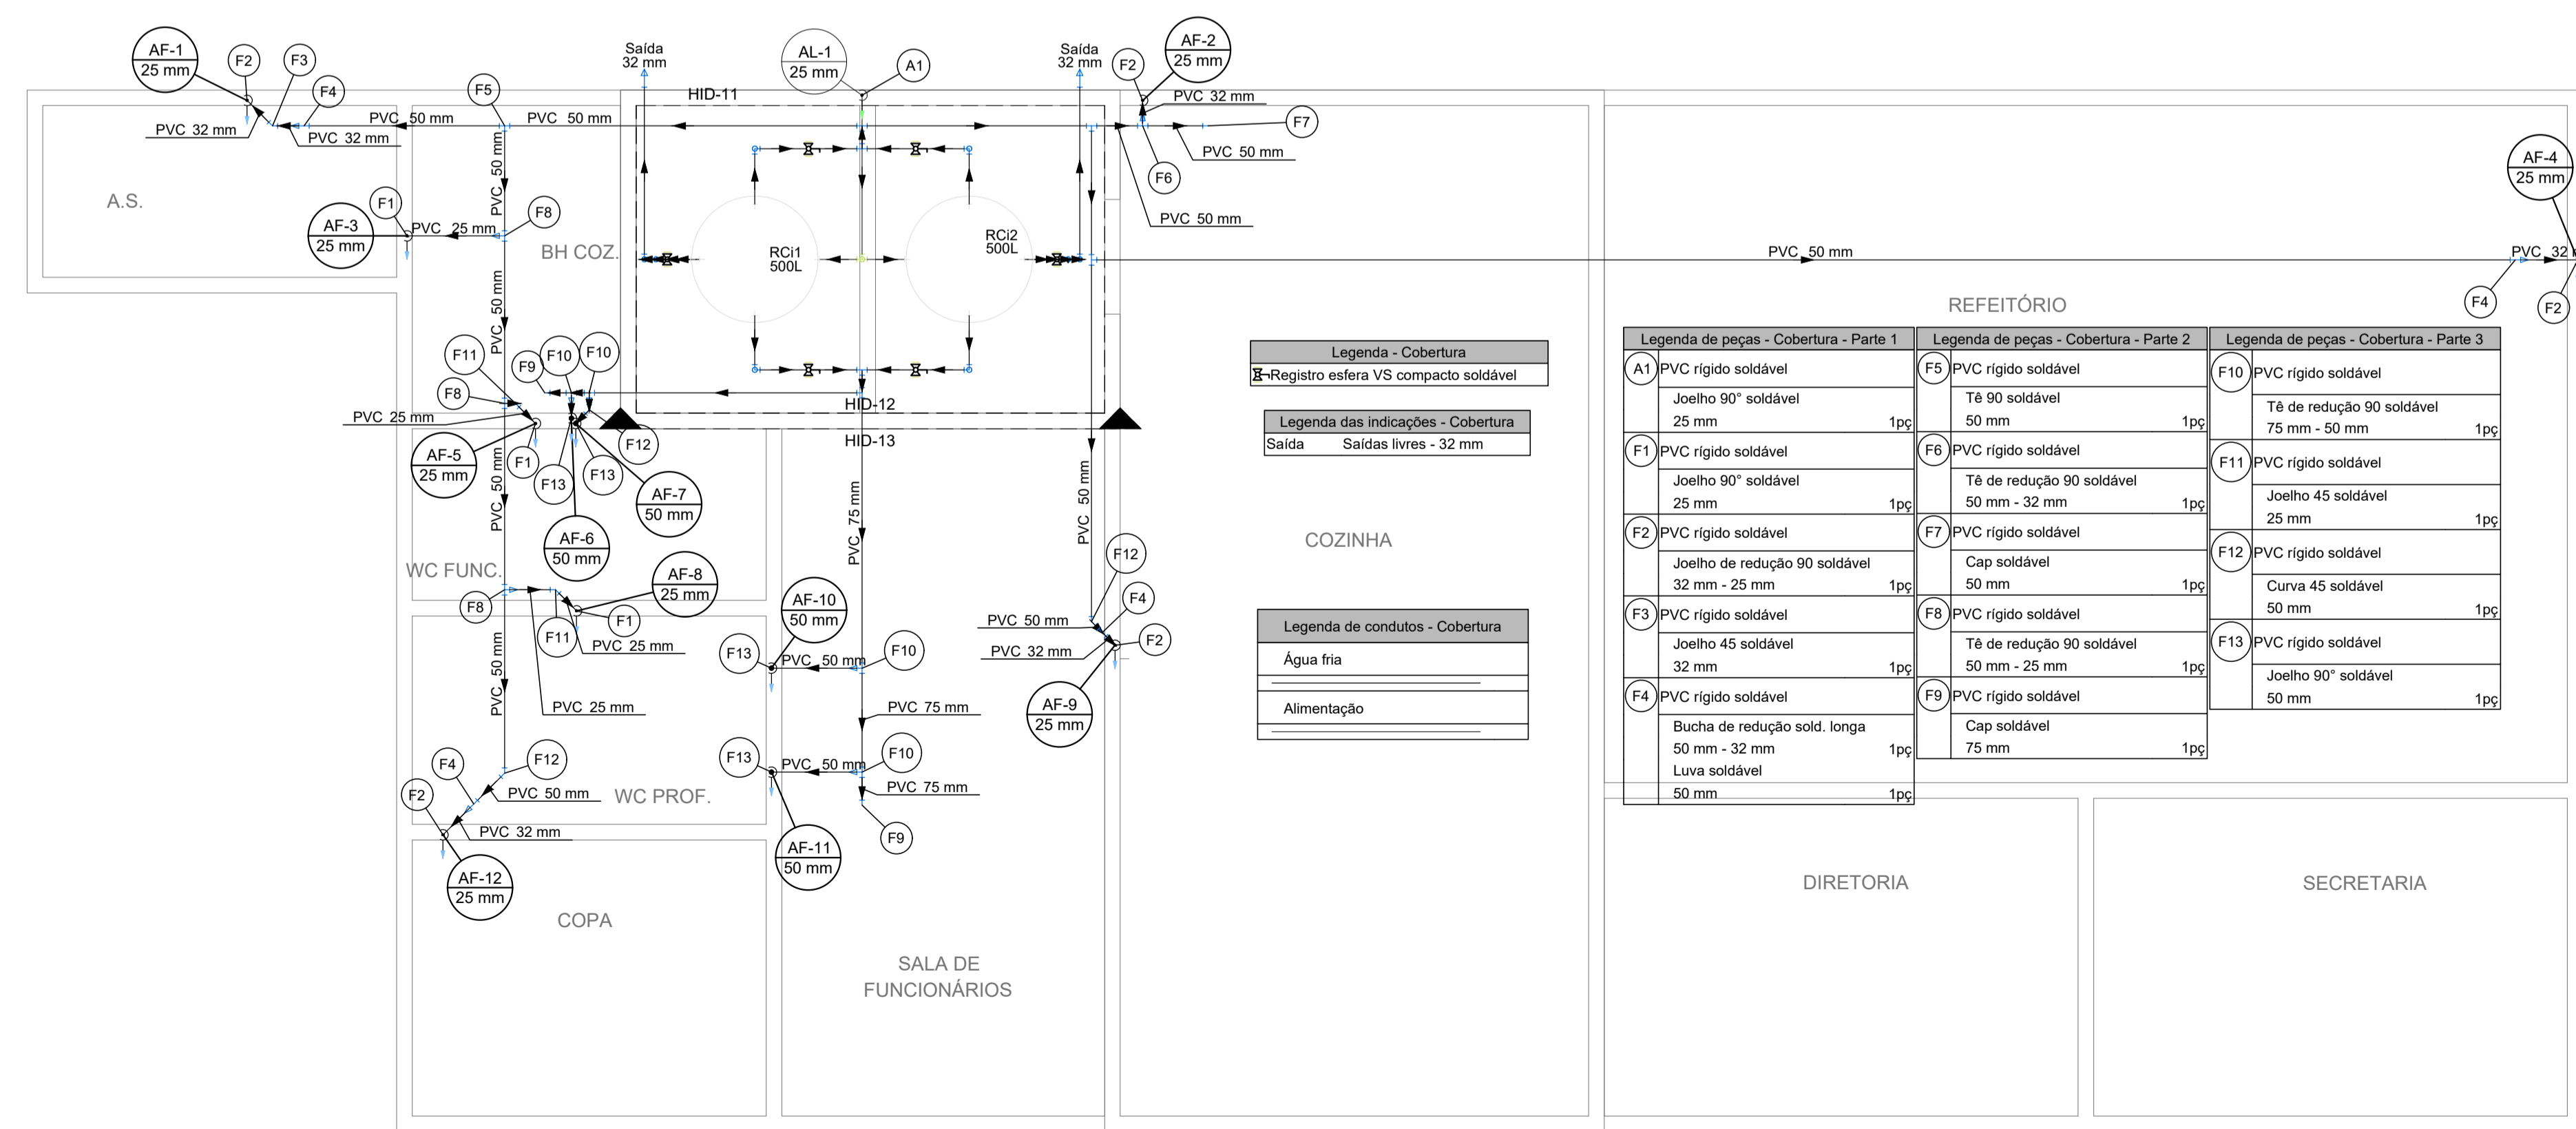 AF-1
25 mm
F2
F3
F4
F5
Saída
32 mm
HID-11
AL-1
25 mm
A1
Saída
32 mm
F2
AF-2
25 mm
PVC 32 mm
F7
PVC 50 mm
F6
PVC 50 mm
PVC 32 mm
PVC 32 mm
PVC 50 mm
PVC 50 mm
PVC 50 mm
A.S.
F1
AF-3
25 mm
PVC 25 mm
F8
BH COZ.
RCi1
500L
RCi2
500L
PVC 50 mm
AF-4
25 mm
PVC 32
F4
F2
REFEITÓRIO
PVC 50 mm
F11
F9
F10
F10
F8
PVC 25 mm
HID-12
HID-13
F12
AF-5
25 mm
F1
F13
F13
AF-7
50 mm
AF-6
50 mm
PVC 50 mm
PVC 75 mm
PVC 50 mm
WC FUNC.
F8
F11
F1
AF-8
25 mm
PVC 25 mm
PVC 25 mm
PVC 50 mm
AF-10
50 mm
F13
PVC 50 mm
F10
PVC 50 mm
PVC 32 mm
F12
F4
F2
AF-9
25 mm
PVC 75 mm
F13
PVC 50 mm
F10
PVC 75 mm
F9
AF-11
50 mm
F12
F4
F2
PVC 50 mm
WC PROF.
PVC 32 mm
AF-12
25 mm
COPA
SALA DE
FUNCIONÁRIOS
COZINHA
DIRETORIA
SECRETARIA
Legenda - Cobertura
Registro esfera VS compacto soldável
Legenda das indicações - Cobertura
Saída Saídas livres - 32 mm
Legenda de condutos - Cobertura
Água fria
Alimentação
Legenda de peças - Cobertura - Parte 1
A1 PVC rígido soldável
Joelho 90° soldável
25 mm 1pç
F1 PVC rígido soldável
Joelho 90° soldável
25 mm 1pç
F2 PVC rígido soldável
Joelho de redução 90 soldável
32 mm - 25 mm 1pç
F3 PVC rígido soldável
Joelho 45 soldável
32 mm 1pç
F4 PVC rígido soldável
Bucha de redução sold. longa
50 mm - 32 mm 1pç
Luva soldável
50 mm 1pç
Legenda de peças - Cobertura - Parte 2
F5 PVC rígido soldável
Tê 90 soldável
50 mm 1pç
F6 PVC rígido soldável
Tê de redução 90 soldável
50 mm - 32 mm 1pç
F7 PVC rígido soldável
Cap soldável
50 mm 1pç
F8 PVC rígido soldável
Tê de redução 90 soldável
50 mm - 25 mm 1pç
F9 PVC rígido soldável
Cap soldável
75 mm 1pç
Legenda de peças - Cobertura - Parte 3
F10 PVC rígido soldável
Tê de redução 90 soldável
75 mm - 50 mm 1pç
F11 PVC rígido soldável
Joelho 45 soldável
25 mm 1pç
F12 PVC rígido soldável
Curva 45 soldável
50 mm 1pç
F13 PVC rígido soldável
Joelho 90° soldável
50 mm 1pç